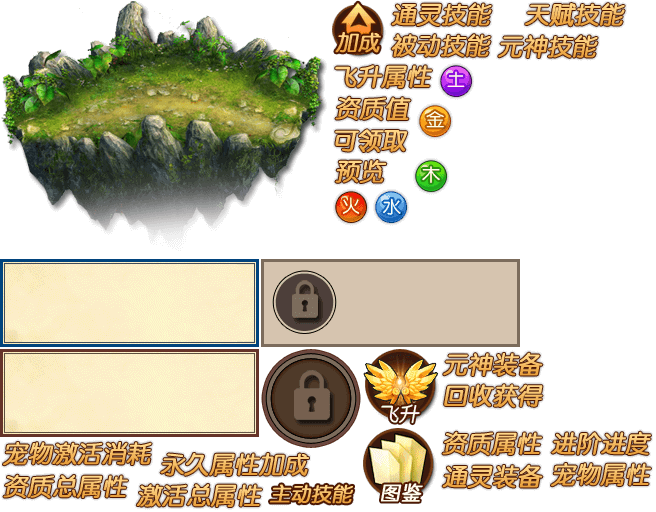 加成
通灵技能
天赋技能
被动技能
元神技能
飞升属性
土
资质值
金
可领取
预览
木
火
水
飞升
元神装备
回收获得
图鉴
资质属性
进阶进度
通灵装备
宠物属性
宠物激活消耗
永久属性加成
资质总属性
激活总属性
主动技能